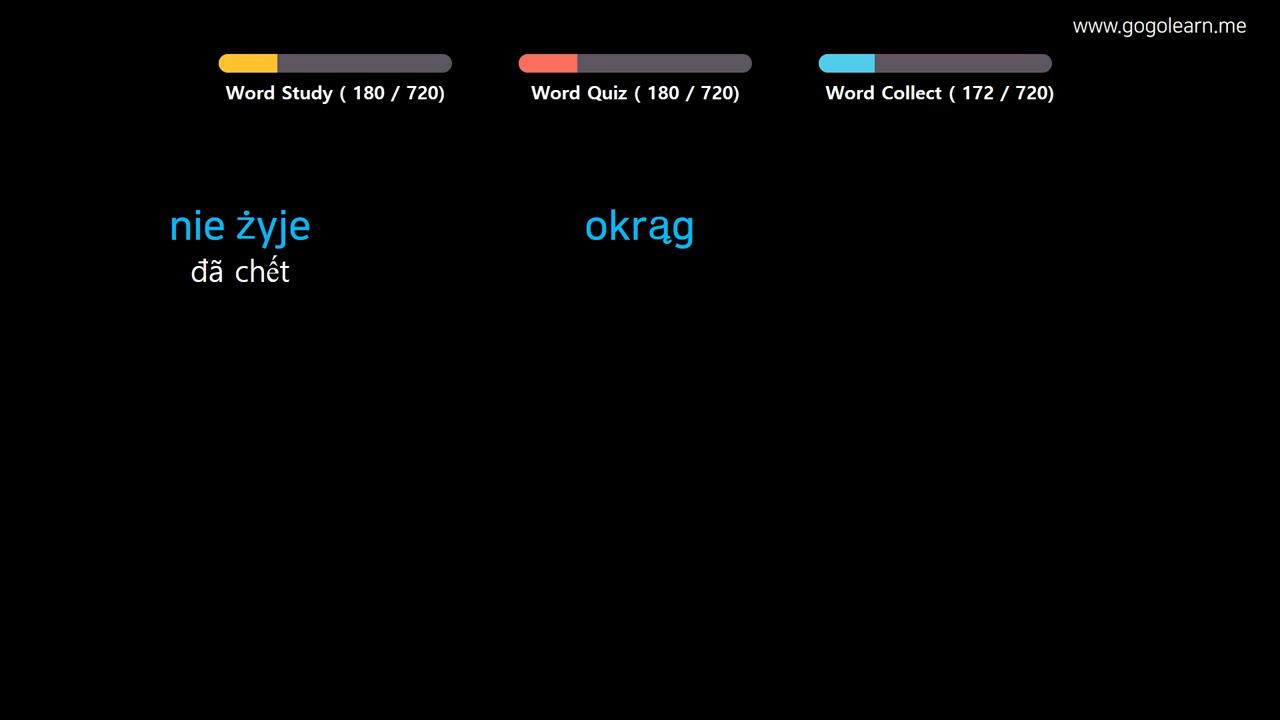 www.gogolearn.me
Word Study ( 180 / 720)
Word Quiz ( 180 / 720)
Word Collect ( 172 / 720)
nie żyje
đã chết
okrąg